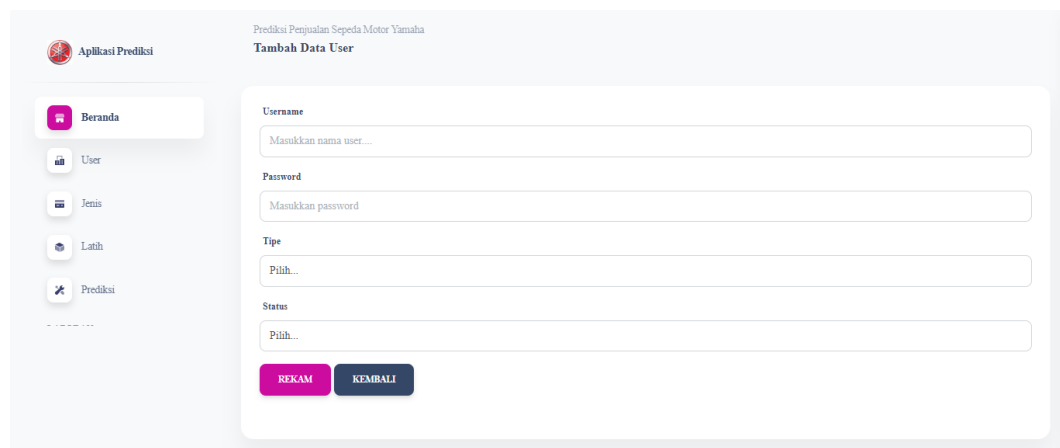 Aplikasi Prediksi
Beranda
User
Jenis
Latih
Prediksi
Prediksi Penjualan Sepeda Motor Yamaha
Tambah Data User
Username
Masukkan nama user....
Password
Masukkan password
Tipe
Pilih...
Status
Pilih...
REKAM KEMBALI